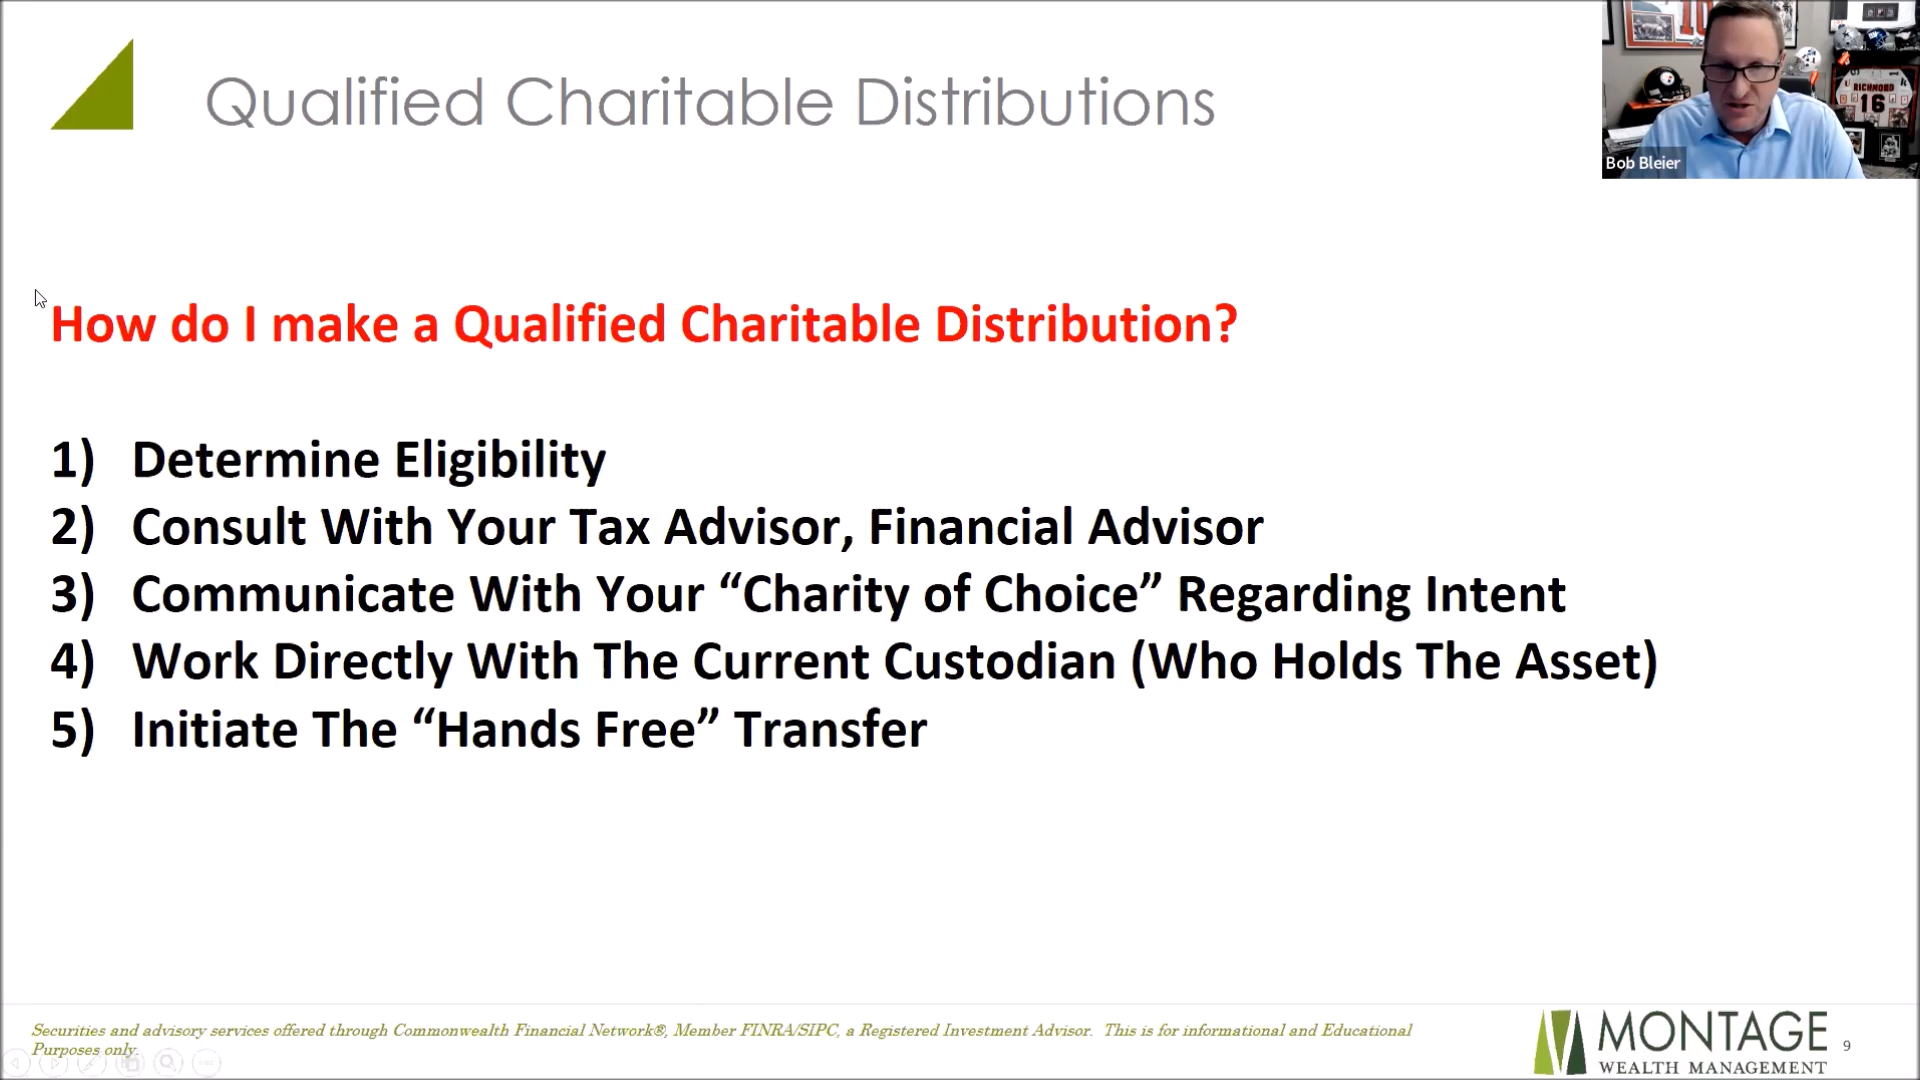 Qualified Charitable Distributions
Bob Bleier
RICHMOND
16
How do I make a Qualified Charitable Distribution?
1) Determine Eligibility
2) Consult With Your Tax Advisor, Financial Advisor
3) Communicate With Your “Charity of Choice” Regarding Intent
4) Work Directly With The Current Custodian (Who Holds The Asset)
5) Initiate The “Hands Free” Transfer
Securities and advisory services offered through Commonwealth Financial Network®, Member FINRA/SIPC, a Registered Investment Advisor. This is for informational and Educational
Purposes only.
MONTAGE
WEALTH MANAGEMENT
9